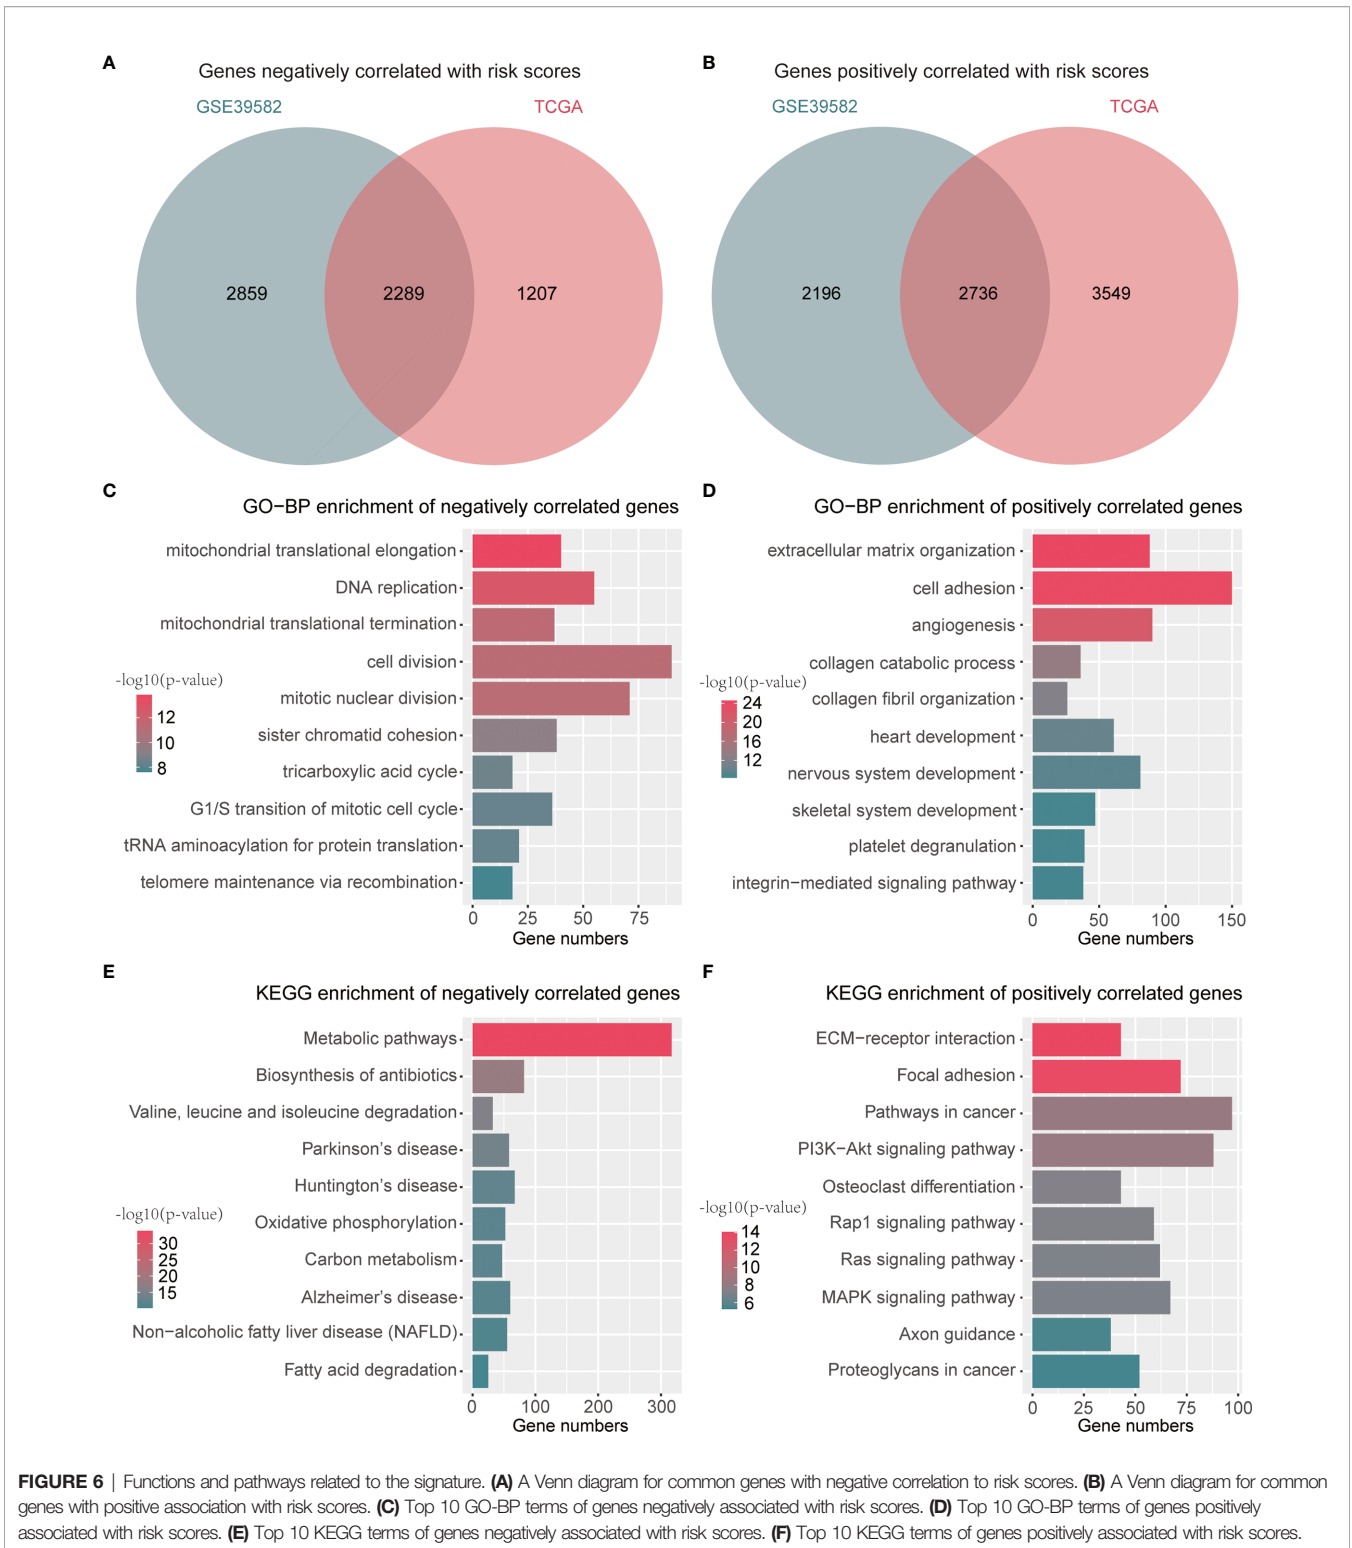 A
Genes negatively correlated with risk scores
GSE39582
TCGA
2859
2289
1207
B
Genes positively correlated with risk scores
GSE39582
TCGA
2196
2736
3549
C
GO−BP enrichment of negatively correlated genes
mitochondrial translational elongation
DNA replication
mitochondrial translational termination
cell division
mitotic nuclear division
sister chromatid cohesion
tricarboxylic acid cycle
G1/S transition of mitotic cell cycle
tRNA aminoacylation for protein translation
telomere maintenance via recombination
-log10(p-value)
12
10
8
0 25 50 75
Gene numbers
D
GO−BP enrichment of positively correlated genes
extracellular matrix organization
cell adhesion
angiogenesis
collagen catabolic process
collagen fibril organization
heart development
nervous system development
skeletal system development
platelet degranulation
integrin−mediated signaling pathway
-log10(p-value)
24
20
16
12
0 50 100 150
Gene numbers
E
KEGG enrichment of negatively correlated genes
Metabolic pathways
Biosynthesis of antibiotics
Valine, leucine and isoleucine degradation
Parkinson’s disease
Huntington’s disease
Oxidative phosphorylation
Carbon metabolism
Alzheimer’s disease
Non−alcoholic fatty liver disease (NAFLD)
Fatty acid degradation
-log10(p-value)
30
25
20
15
0 100 200 300
Gene numbers
F
KEGG enrichment of positively correlated genes
ECM−receptor interaction
Focal adhesion
Pathways in cancer
PI3K−Akt signaling pathway
Osteoclast differentiation
Rap1 signaling pathway
Ras signaling pathway
MAPK signaling pathway
Axon guidance
Proteoglycans in cancer
-log10(p-value)
14
12
10
8
6
0 25 50 75 100
Gene numbers
FIGURE 6 | Functions and pathways related to the signature. (A) A Venn diagram for common genes with negative correlation to risk scores. (B) A Venn diagram for common
genes with positive association with risk scores. (C) Top 10 GO-BP terms of genes negatively associated with risk scores. (D) Top 10 GO-BP terms of genes positively
associated with risk scores. (E) Top 10 KEGG terms of genes negatively associated with risk scores. (F) Top 10 KEGG terms of genes positively associated with risk scores.